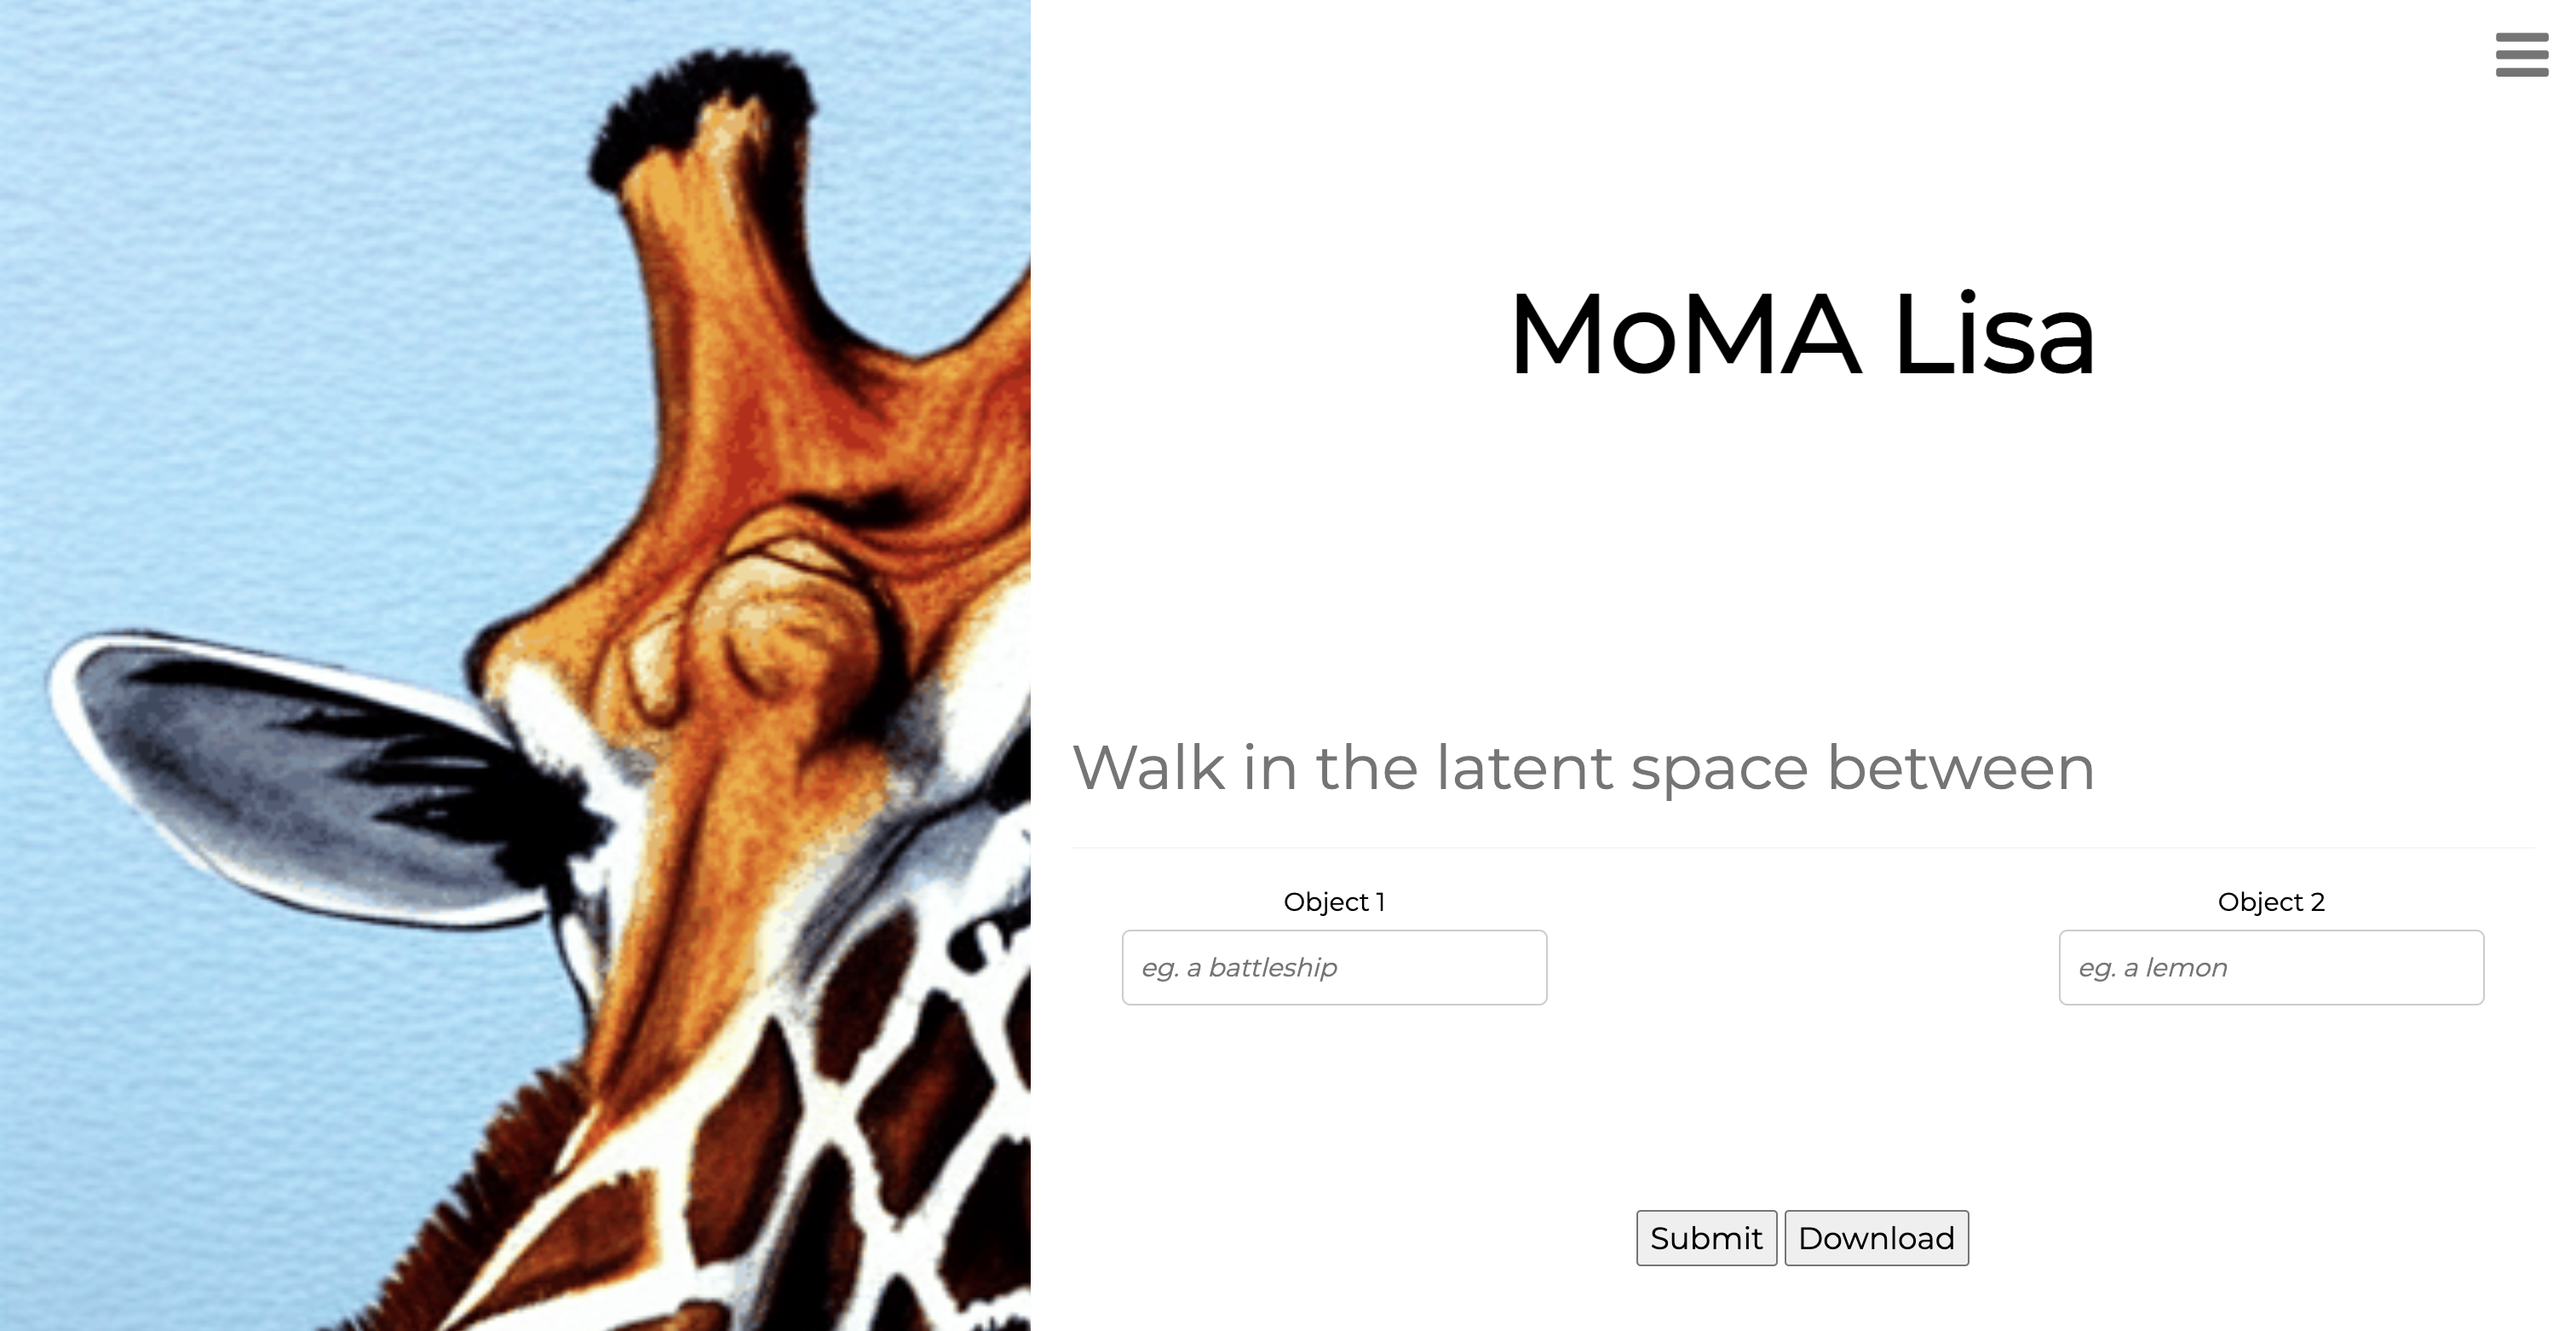 MoMA Lisa
Walk in the latent space between
Object 1
Object 2
eg. a battleship
eg. a lemon
Submit
Download